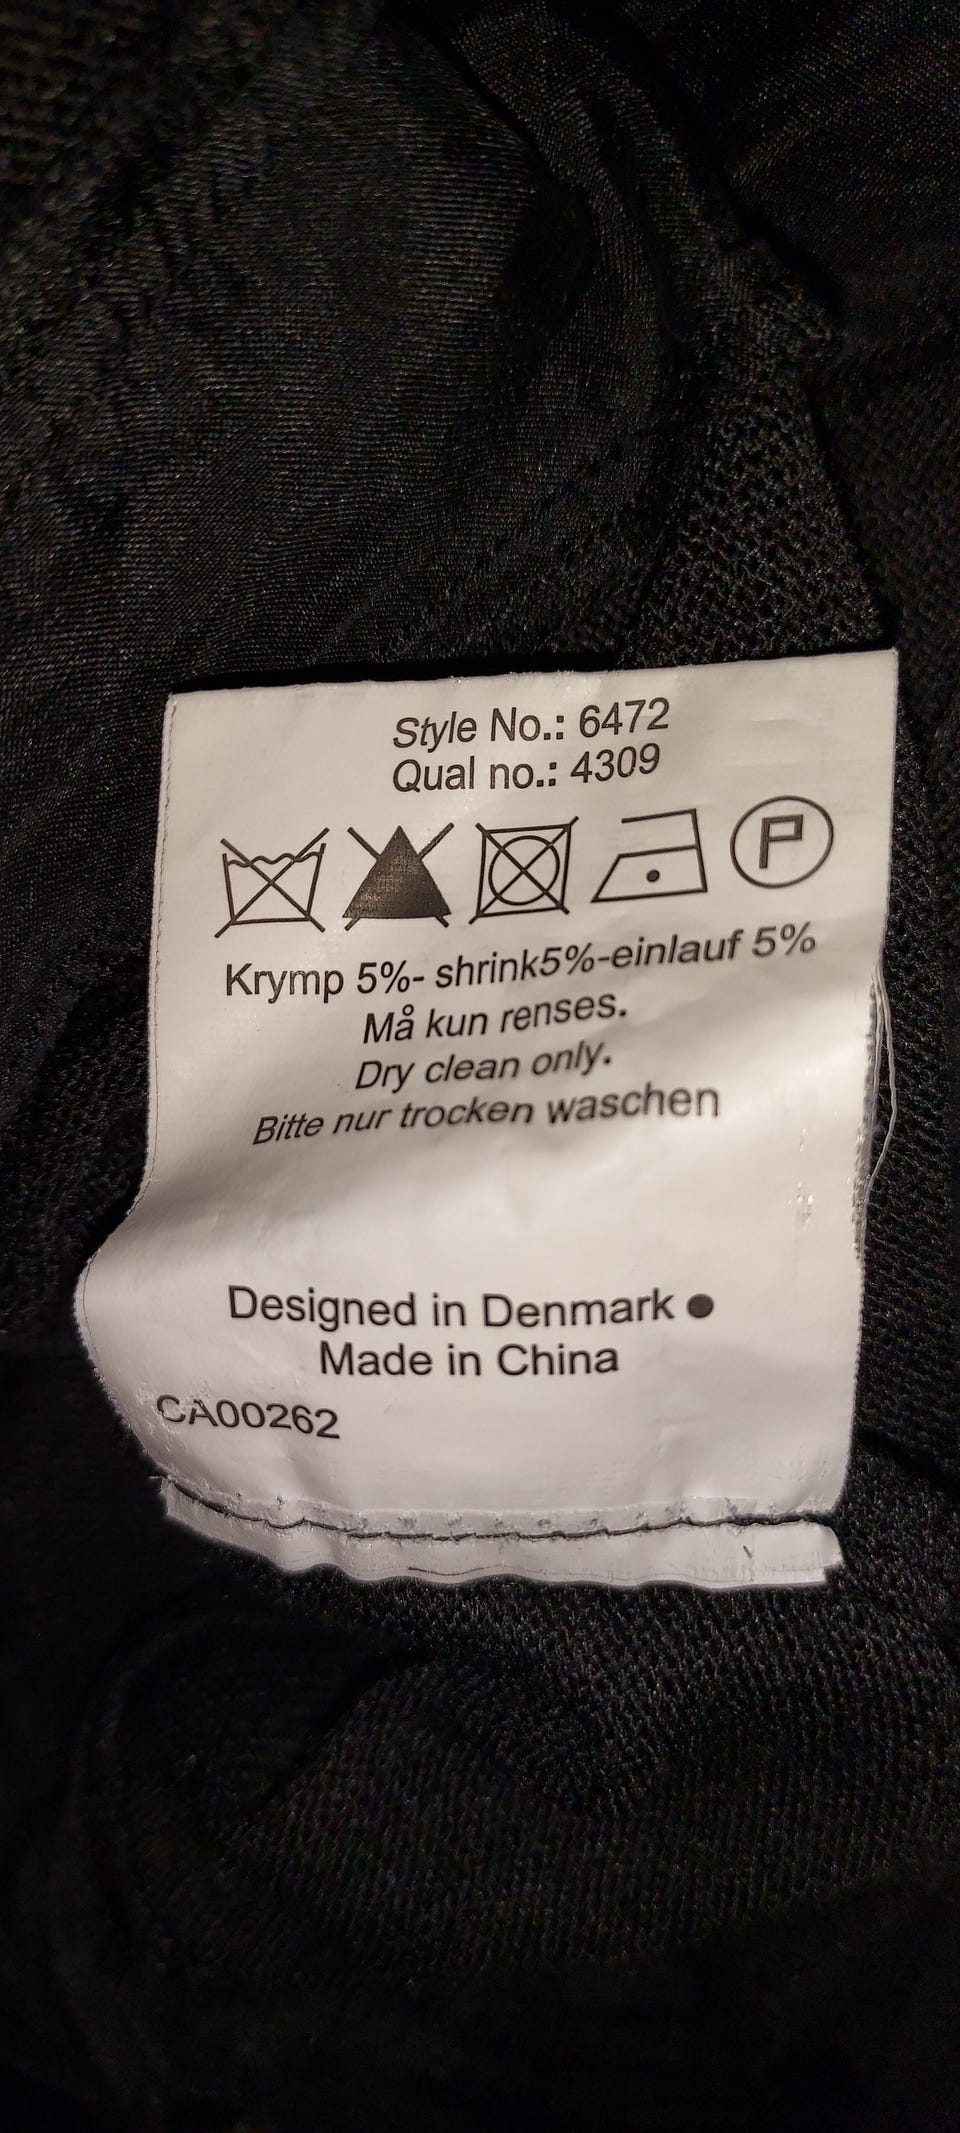 Style No.: 6472
Qual no.: 4309
P
Krymp 5%- shrink5%-einlauf 5%
Må kun renses.
Dry clean only.
Bitte nur trocken waschen
Designed in Denmark ●
Made in China
CA00262